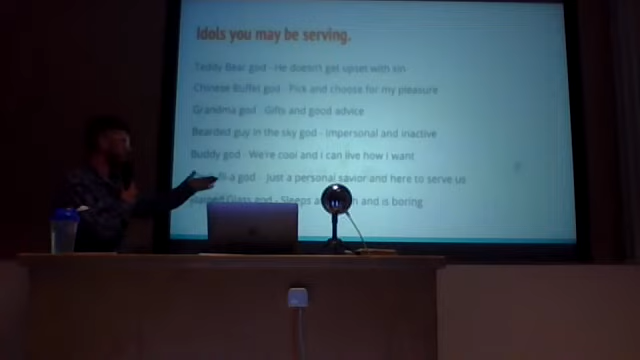 Idols you may be serving.
Teddy Bear god - He doesn't get upset with sin
Chinese Buffet god - Pick and choose for my pleasure
Grandma god - Gifts and good advice
Bearded guy in the sky god - Impersonal and inactive
Buddy god - We're cool and i can live how I want
ll-a god - Just a personal savior and here to serve us
Stained Glass god - Sleeps and is boring